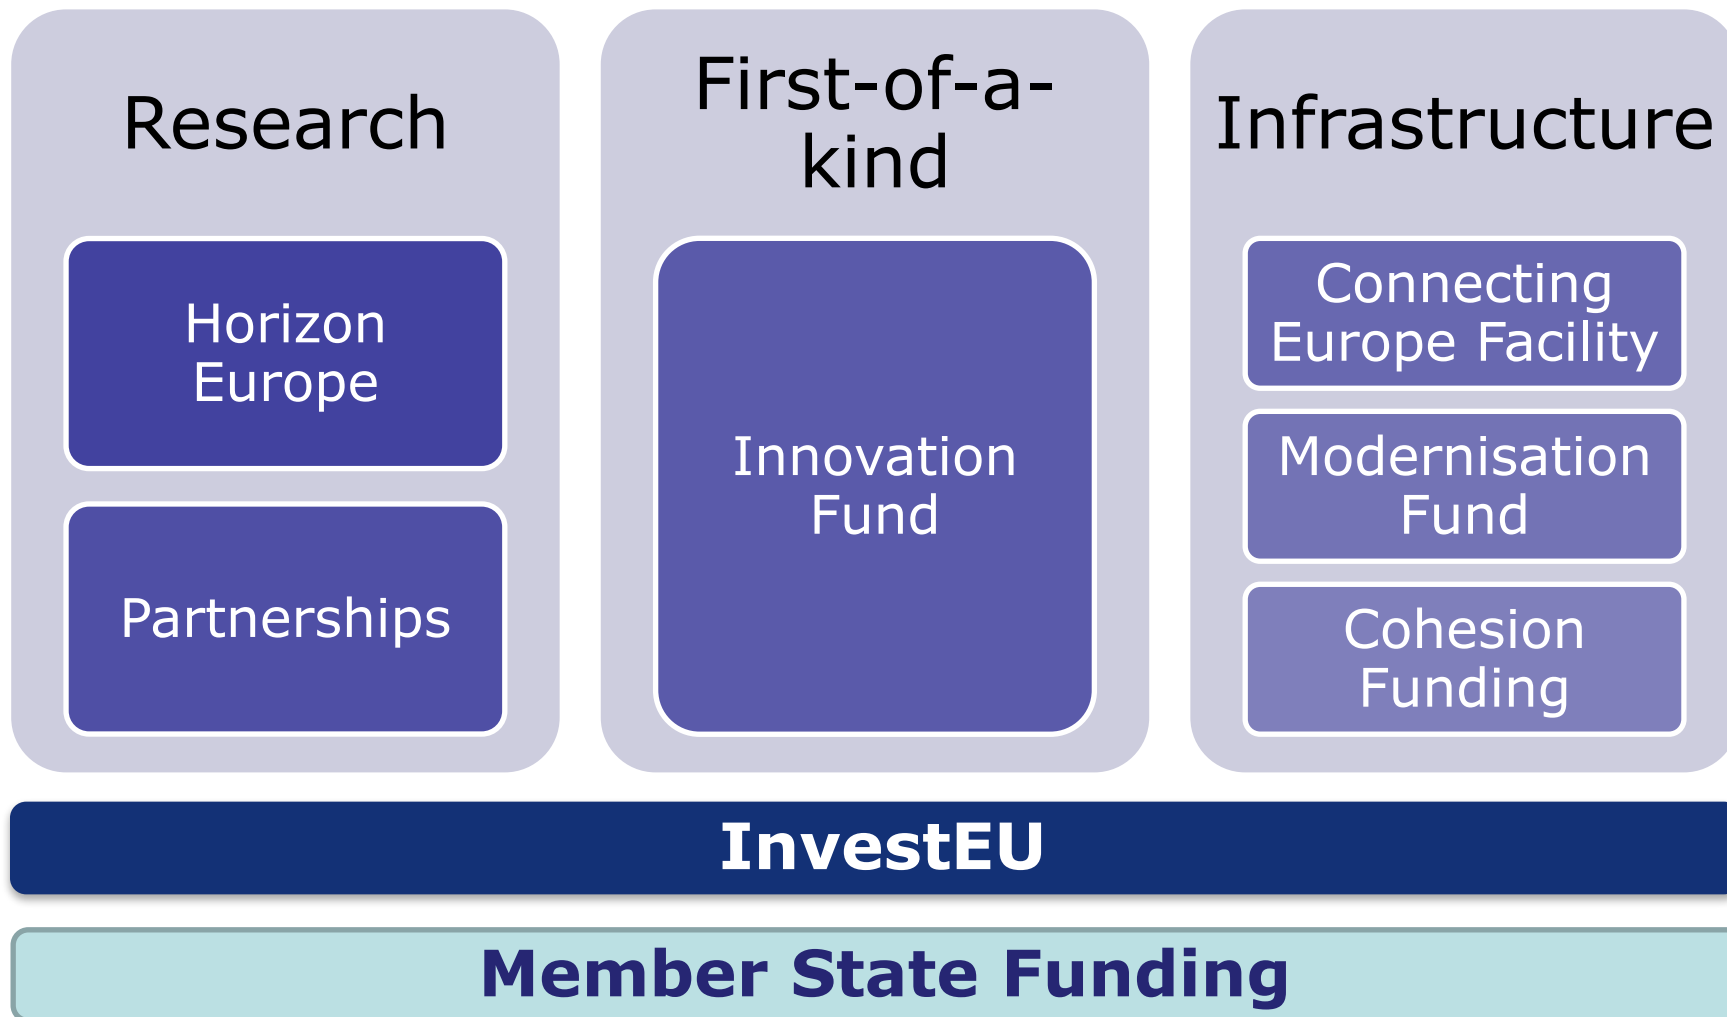 Research
Horizon
Europe
Partnerships
First-of-a-
kind
Innovation
Fund
Infrastructure
Connecting
Europe Facility
Modernisation
Fund
Cohesion
Funding
InvestEU
Member State Funding